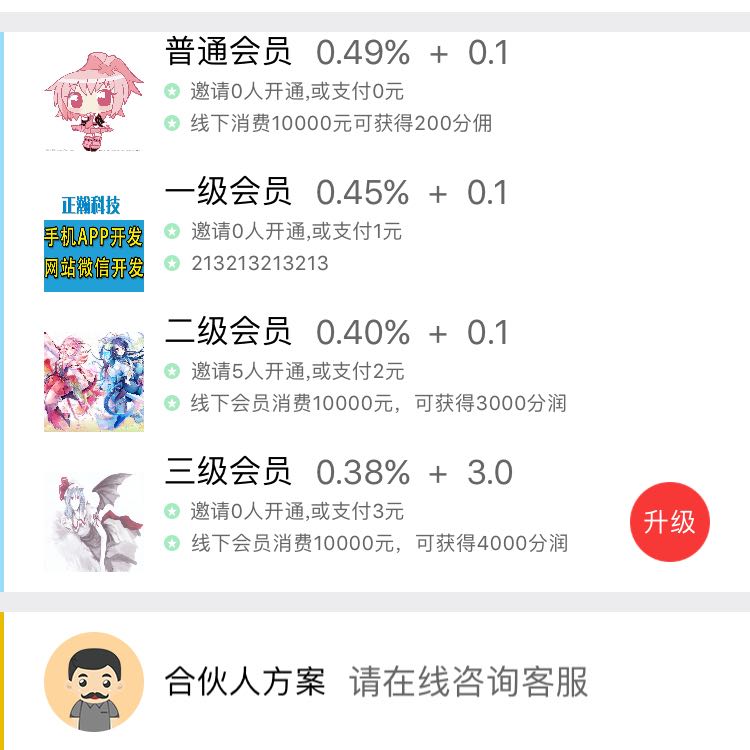 普通会员 0.49% + 0.1
邀请0人开通,或支付0元
线下消费10000元可获得200分佣
正瀚科技
手机APP开发
网站微信开发
一级会员 0.45% + 0.1
邀请0人开通,或支付1元
213213213213
二级会员 0.40% + 0.1
邀请5人开通,或支付2元
线下会员消费10000元，可获得3000分润
三级会员 0.38% + 3.0
邀请0人开通,或支付3元
线下会员消费10000元，可获得4000分润
升级
合伙人方案 请在线咨询客服